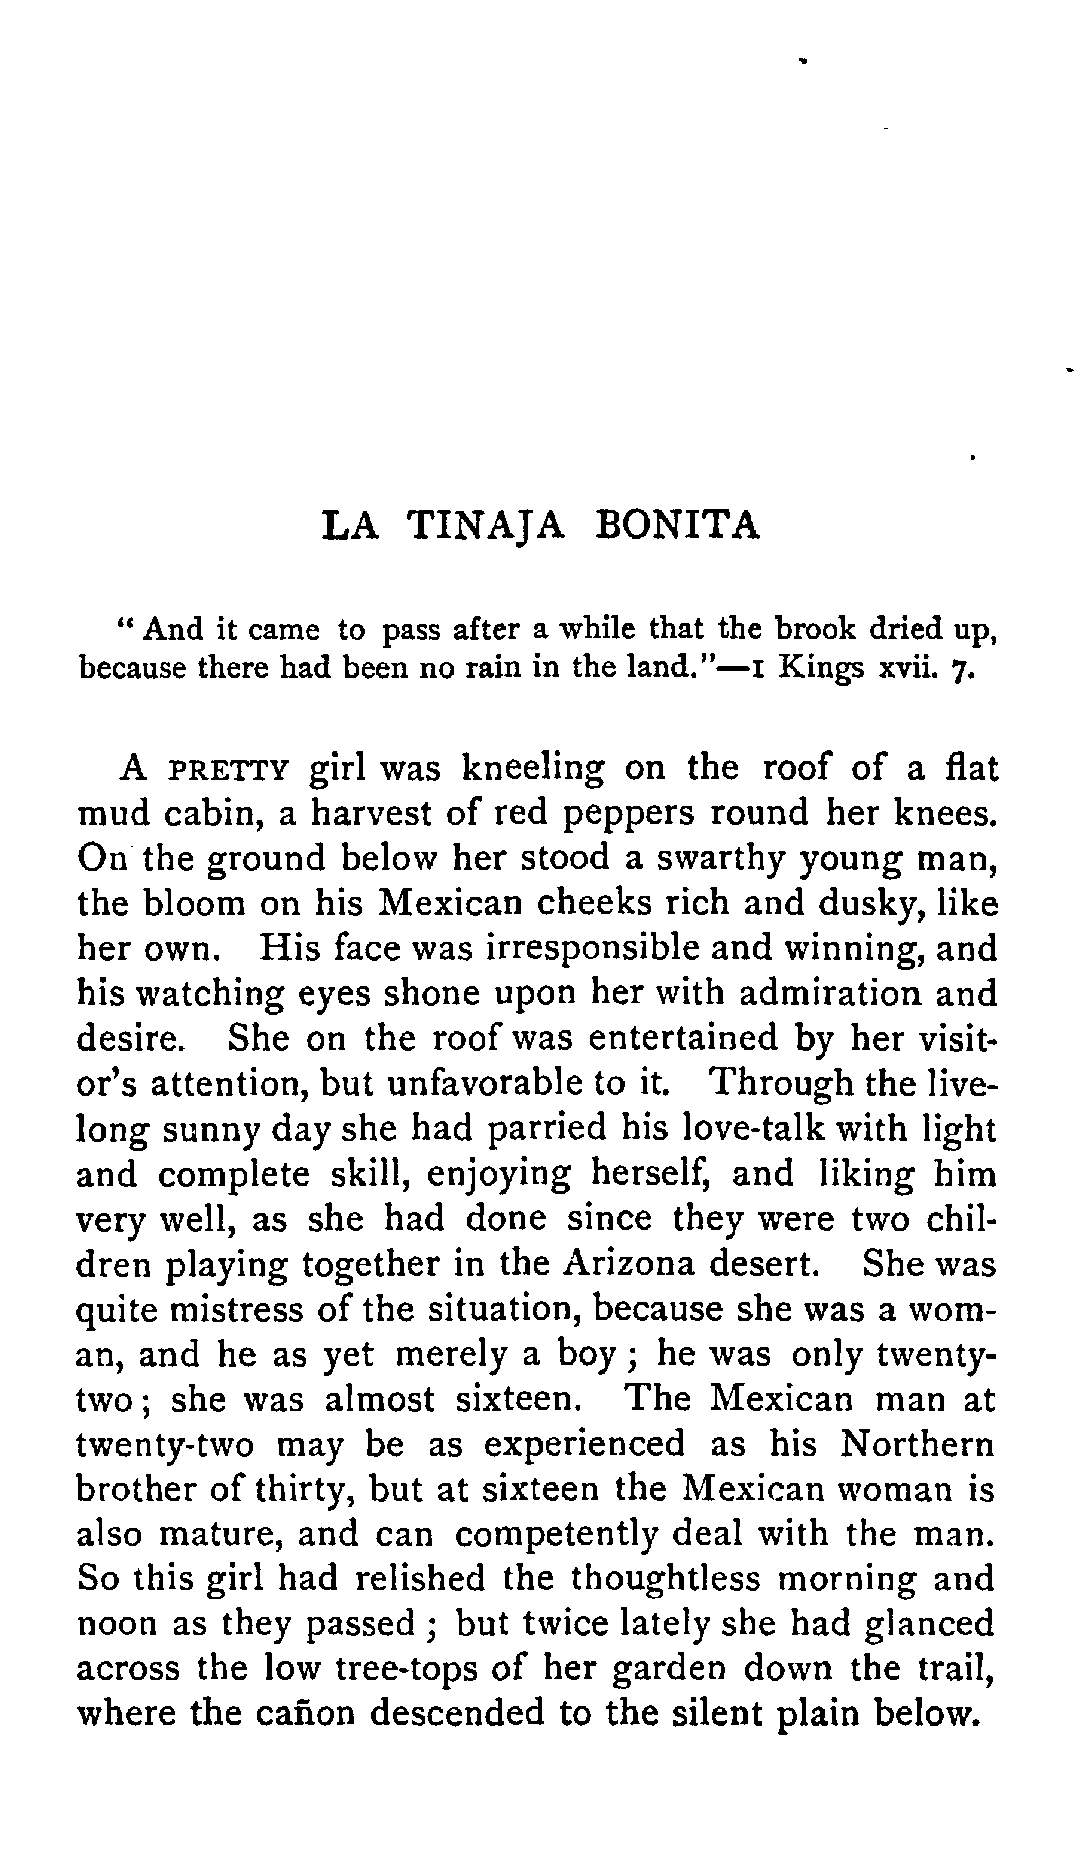 LA TINAJA BONITA
“And it came to pass after a while that the brook dried up,
because there had been no rain in the land.”—1 Kings xvii. 7.
A PRETTY girl was kneeling on the roof of a flat
mud cabin, a harvest of red peppers round her knees.
On the ground below her stood a swarthy young man,
the bloom on his Mexican cheeks rich and dusky, like
her own. His face was irresponsible and winning, and
his watching eyes shone upon her with admiration and
desire. She on the roof was entertained by her visit-
or's attention, but unfavorable to it. Through the live-
long sunny day she had parried his love-talk with light
and complete skill, enjoying herself, and liking him
very well, as she had done since they were two chil-
dren playing together in the Arizona desert. She was
quite mistress of the situation, because she was a wom-
an, and he as yet merely a boy; he was only twenty-
two; she was almost sixteen. The Mexican man at
twenty-two may be as experienced as his Northern
brother of thirty, but at sixteen the Mexican woman is
also mature, and can competently deal with the man.
So this girl had relished the thoughtless morning and
noon as they passed; but twice lately she had glanced
across the low tree-tops of her garden down the trail,
where the cañon descended to the silent plain below.